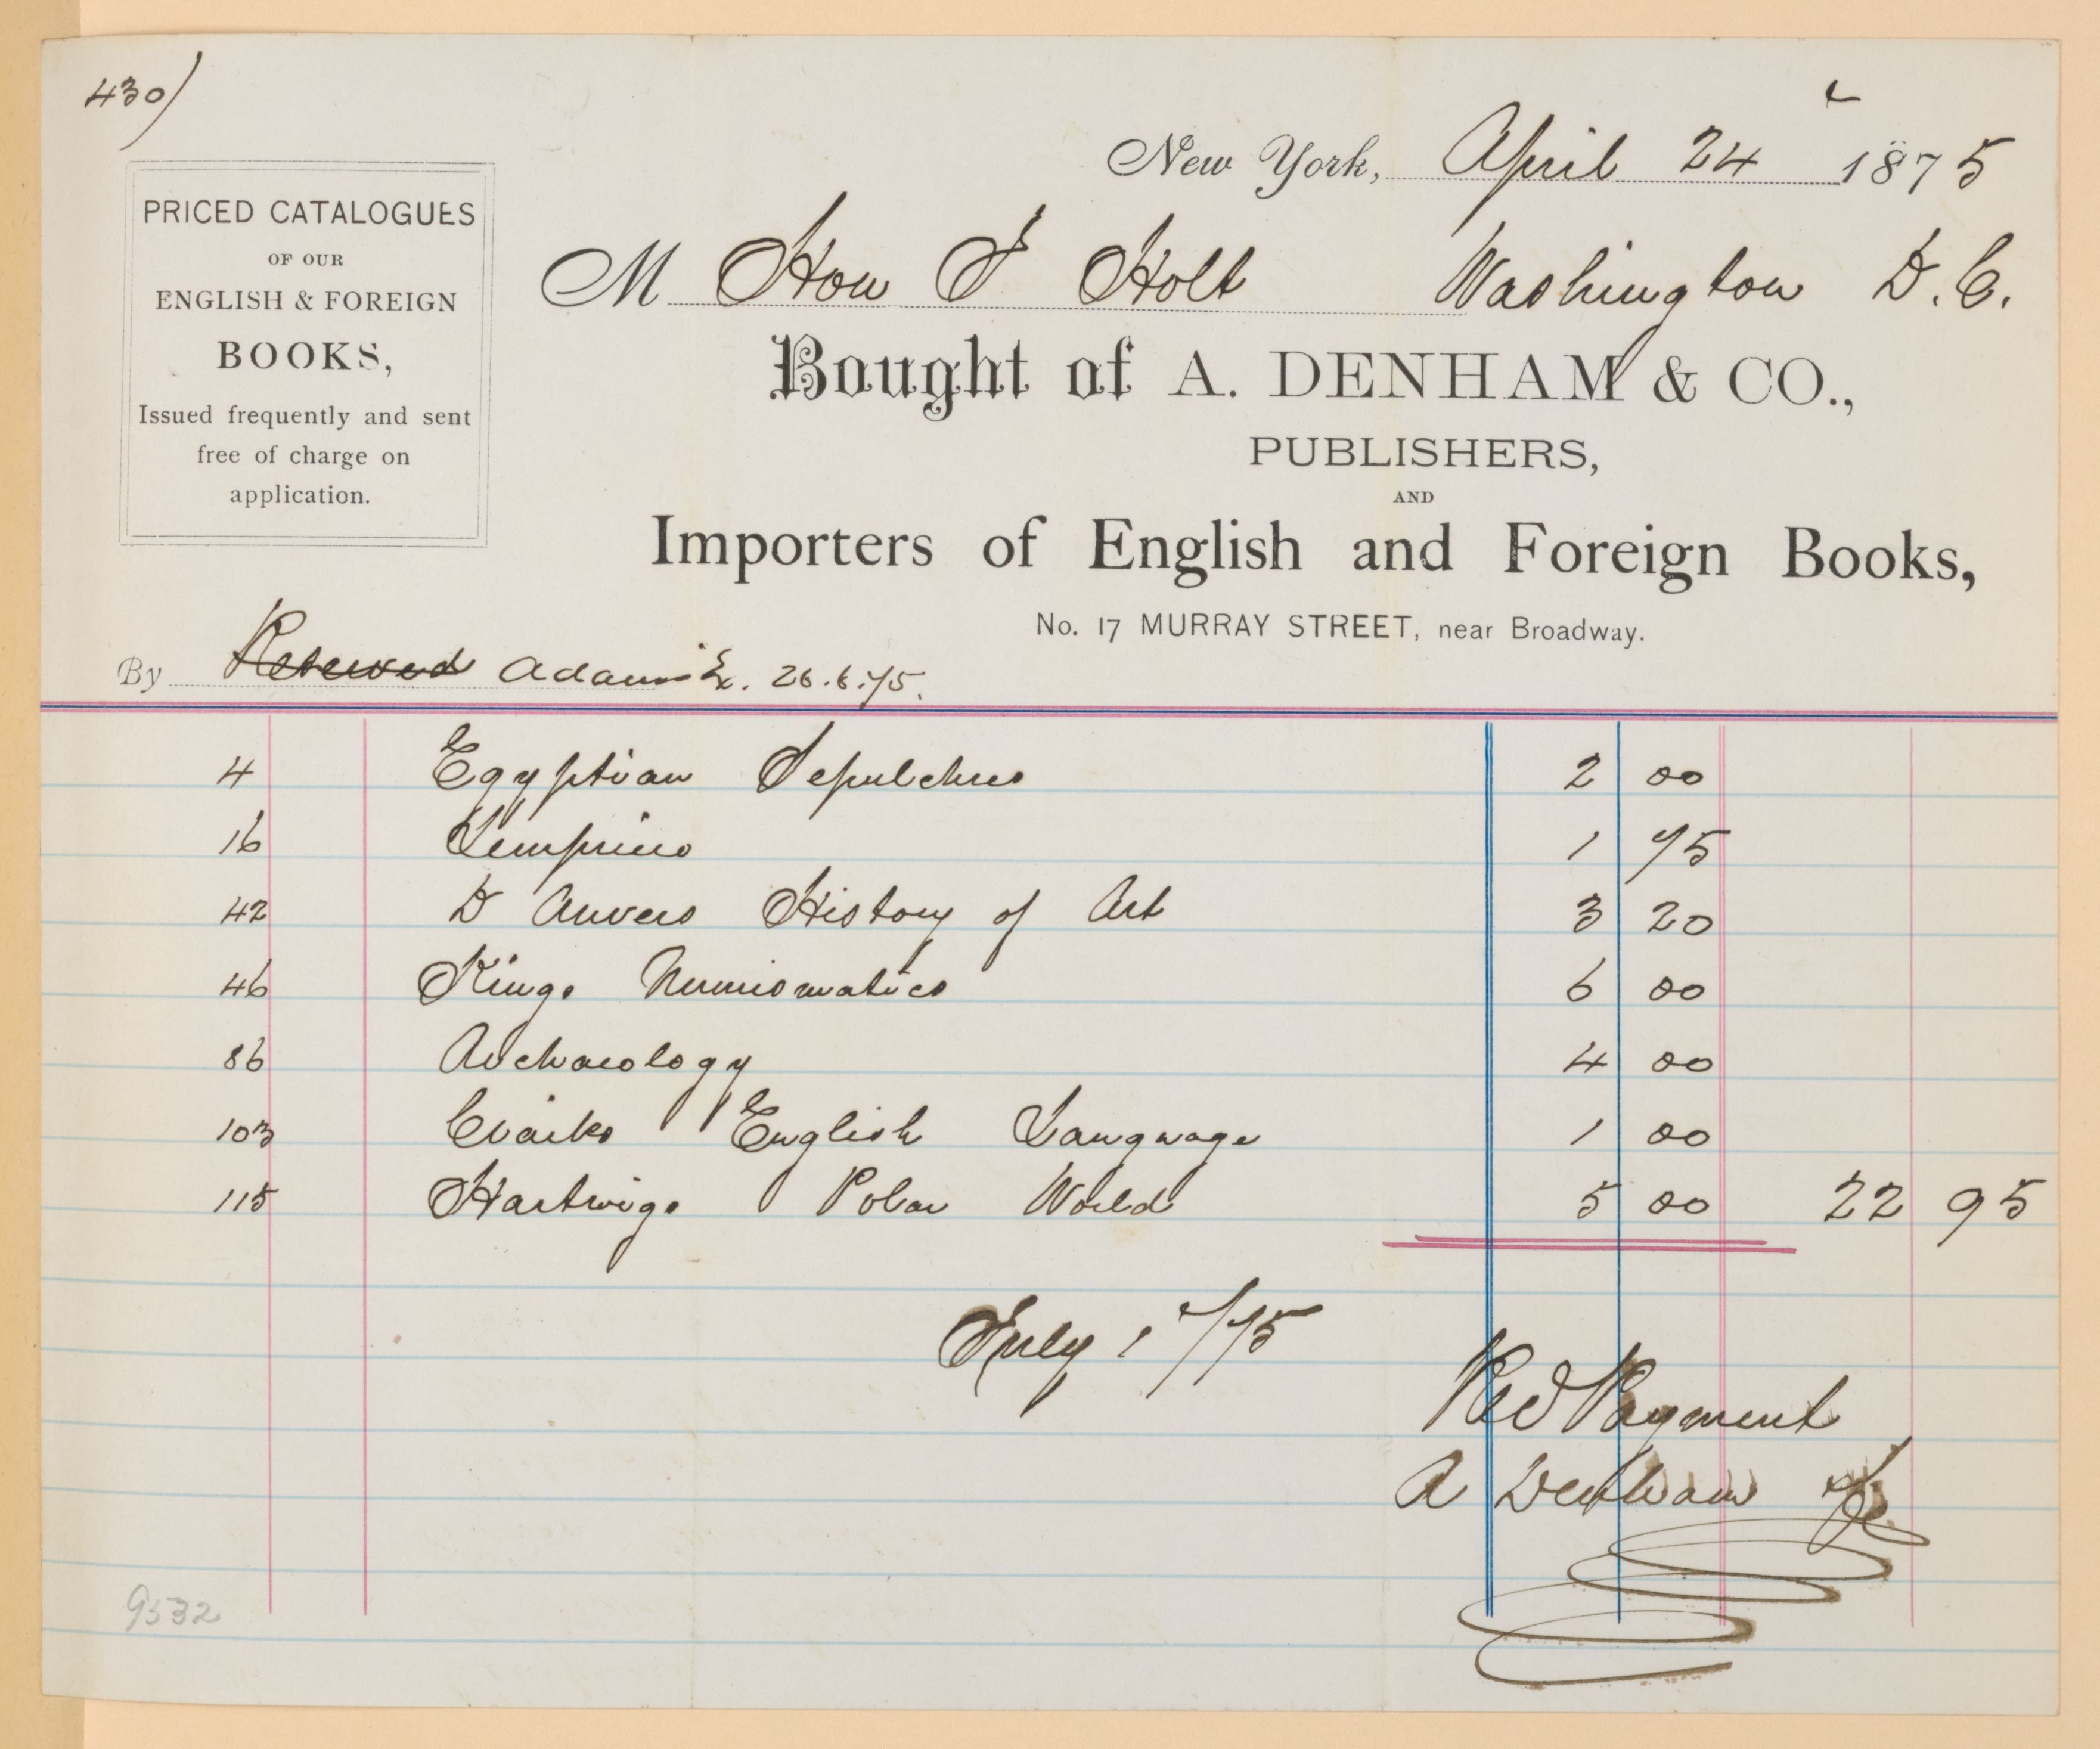 430)
PRICED CATALOGUES
OF OUR
ENGLISH & FOREIGN
BOOKS,
Issued frequently and sent
free of charge on
application.
New York, April 24 1875
M Hon J Holt Washington D.C.
Bought of A. DENHAM & CO.,
PUBLISHERS,
AND
Importers of English and Foreign Books,
No. 17 MURRAY STREET, near Broadway.
By Adams Ex. 26.6.75.
4 Egyptian Sepulchres 2 00
16 Lempriere 1 75
42 D Anvers History of Art 3 20
46 Kings Numismatics 6 00
86 Archaeology 4 00
103 Craiks English Language 1 00
115 Hartwigs Polar World 5 00 22 95
July 1/75
Recd Payment
A Denham & Co
9532